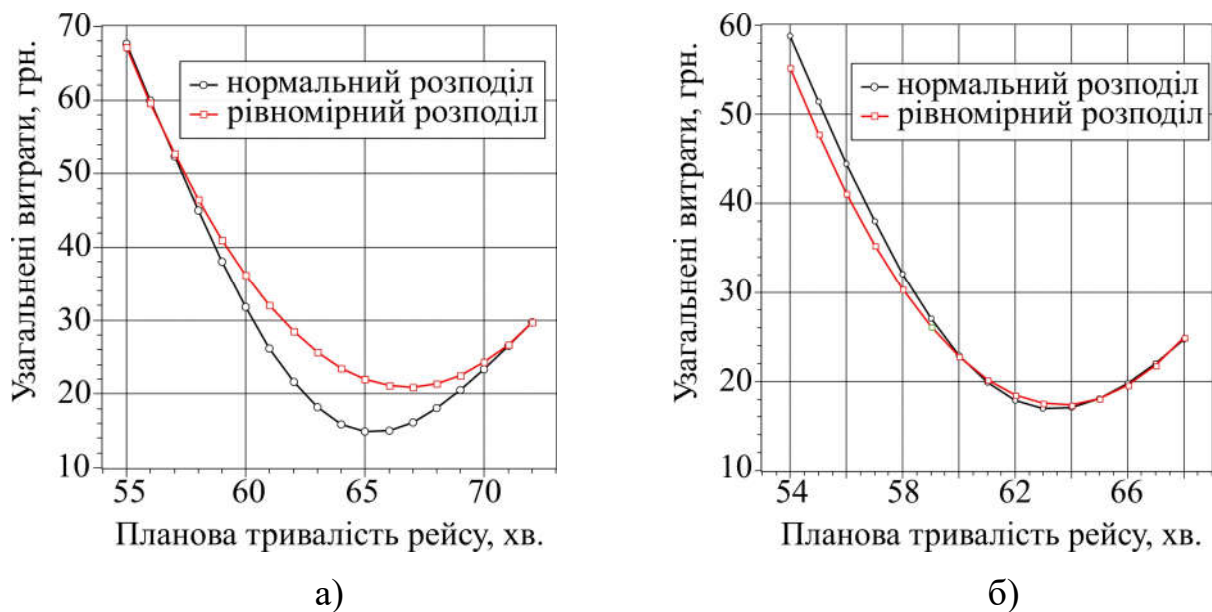 70
60
50
40
30
20
10
Узагальнені витрати, грн.
нормальний розподіл
рівномірний розподіл
55 60 65 70
Планова тривалість рейсу, хв.
а)
60
50
40
30
20
10
Узагальнені витрати, грн.
нормальний розподіл
рівномірний розподіл
54 58 62 66
Планова тривалість рейсу, хв.
б)